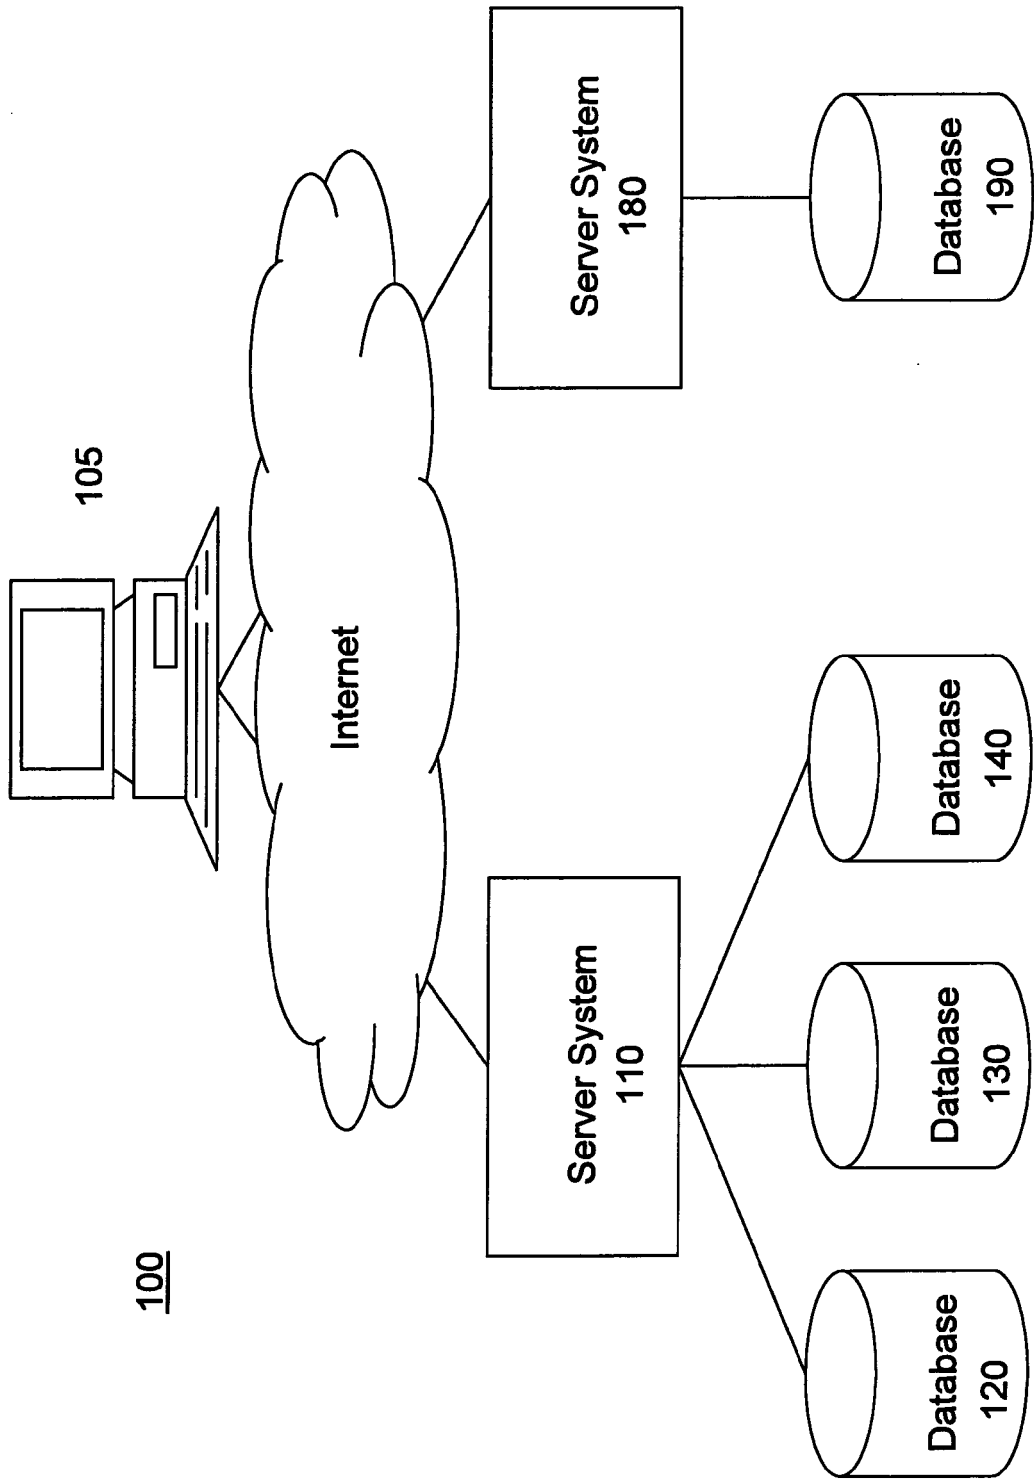 100
105
Internet
Server System
110
Server System
180
Database
120
Database
130
Database
140
Database
190